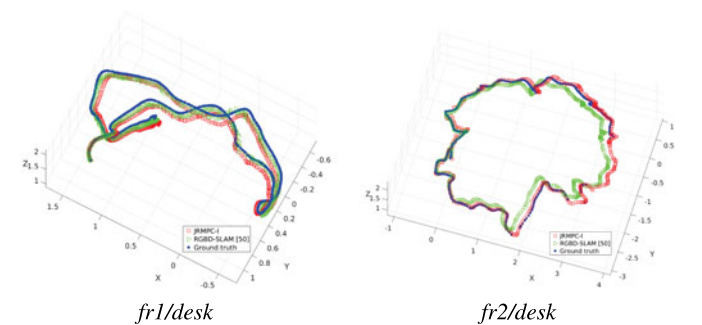 Z
2
1.5
1
1.5
1
0.5
0
-0.5
X
-0.6
-0.4
-0.2
0
0.2
0.4
0.6
0.8
1
Y
JRMPC-I
RGBD-SLAM [50]
Ground truth
fr1/desk
Z
2
1.5
1
-1
0
1
2
3
4
X
1
0
-0.5
-1
-1.5
-2
-2.5
-3
Y
JRMPC-I
RGBD-SLAM [50]
Ground truth
fr2/desk